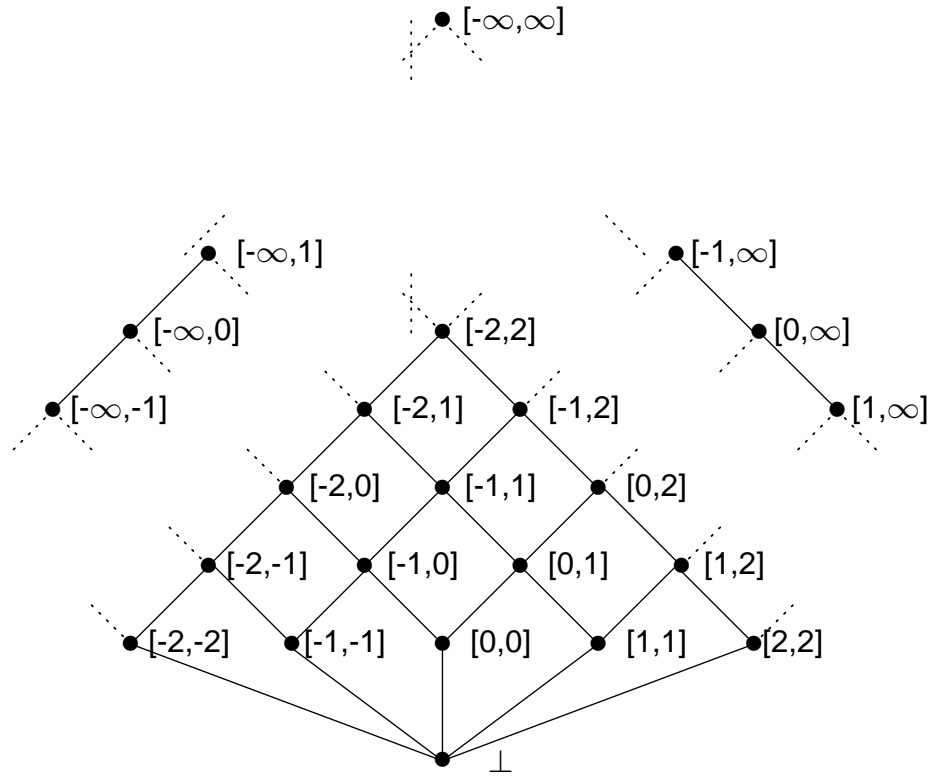 [-∞,∞]
[-∞,1] [-1,∞]
[-∞,0] [-2,2] [0,∞]
[-∞,-1] [-2,1] [-1,2] [1,∞]
[-2,0] [-1,1] [0,2]
[-2,-1] [-1,0] [0,1] [1,2]
[-2,-2] [-1,-1] [0,0] [1,1] [2,2]
⊥